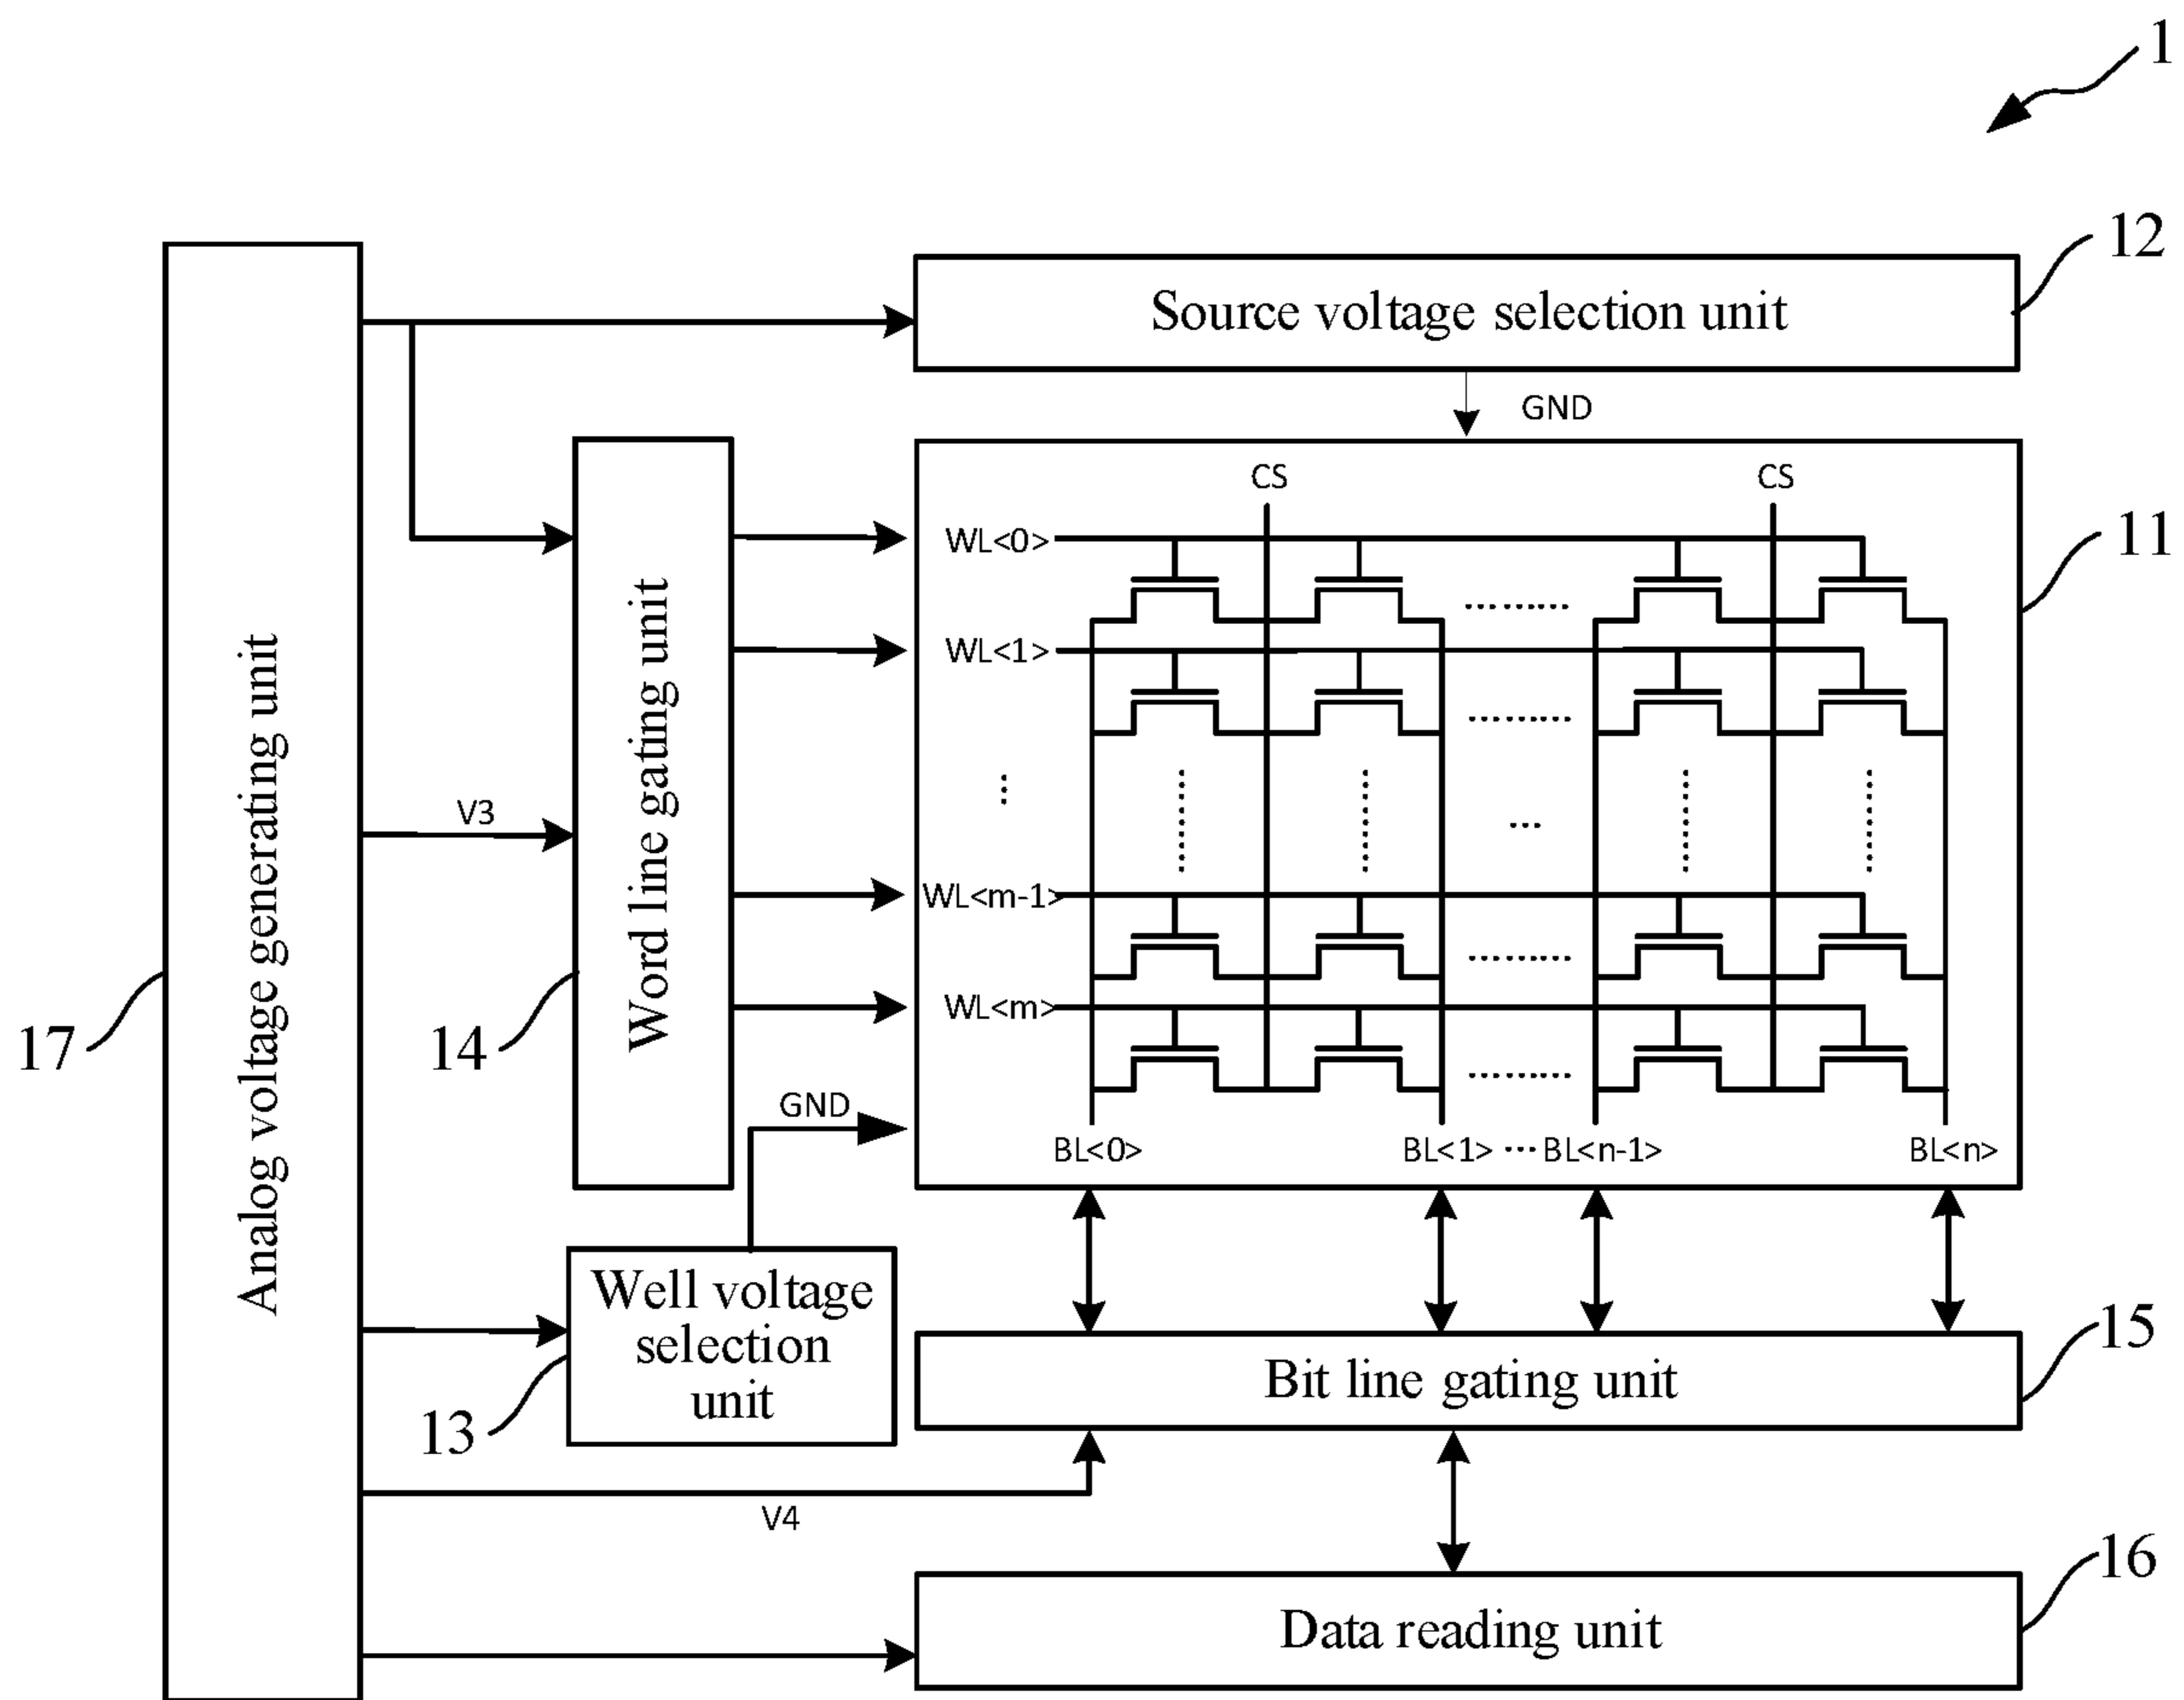 1
12
Source voltage selection unit
GND
CS
CS
11
WL<0>
WL<1>
⋮
WL<m-1>
WL<m>
V3
Word line gating unit
14
Analog voltage generating unit
17
GND
BL<0>
BL<1> ··· BL<n-1>
BL<n>
Well voltage
selection
unit
13
15
Bit line gating unit
V4
16
Data reading unit